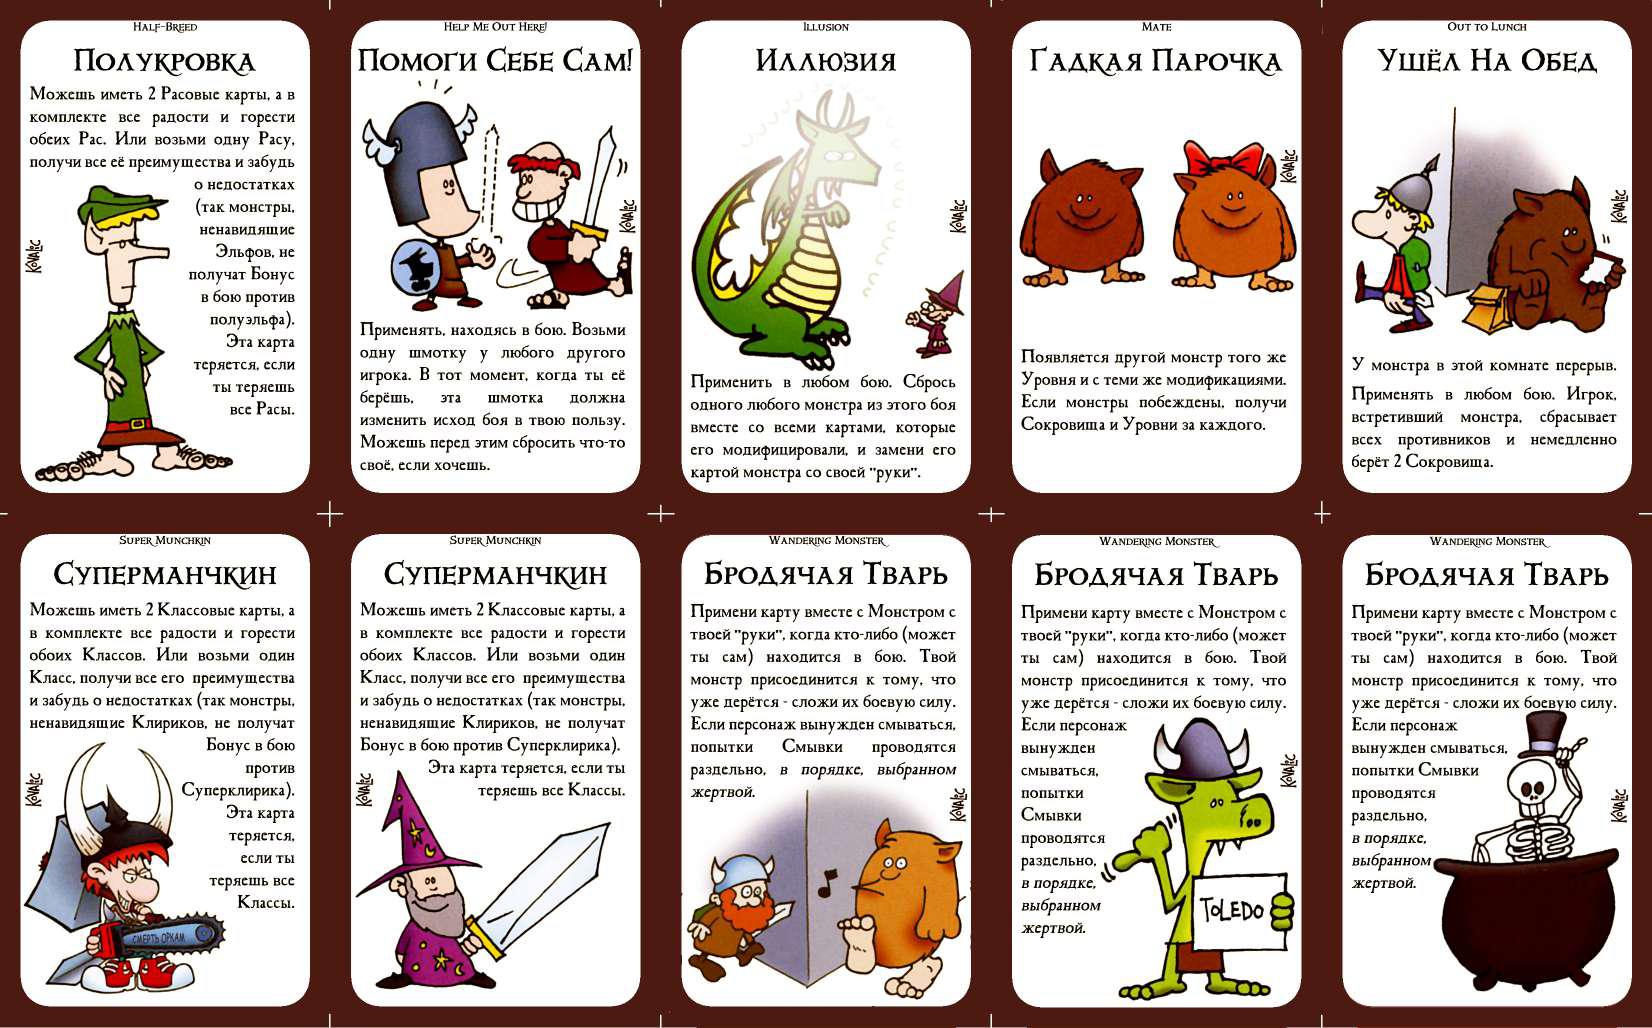 Half-Breed
Полукровка
Можешь иметь 2 Расовые карты, а в
комплекте все радости и горести
обеих Рас. Или возьми одну Расу,
получи все её преимущества и забудь
о недостатках
(так монстры,
ненавидящие
Эльфов, не
получат Бонус
в бою против
полуэльфа).
Эта карта
теряется, если
ты теряешь
все Расы.
Kovalic
Help Me Out Here!
Помоги Себе Сам!
Kovalic
Применять, находясь в бою. Возьми
одну шмотку у любого другого
игрока. В тот момент, когда ты её
берёшь, эта шмотка должна
изменить исход боя в твою пользу.
Можешь перед этим сбросить что-то
своё, если хочешь.
Illusion
Иллюзия
Kovalic
Применить в любом бою. Сбрось
одного любого монстра из этого боя
вместе со всеми картами, которые
его модифицировали, и замени его
картой монстра со своей "руки".
Mate
Гадкая Парочка
Kovalic
Появляется другой монстр того же
Уровня и с теми же модификациями.
Если монстры побеждены, получи
Сокровища и Уровни за каждого.
Out to Lunch
Ушёл На Обед
Kovalic
У монстра в этой комнате перерыв.
Применять в любом бою. Игрок,
встретивший монстра, сбрасывает
всех противников и немедленно
берёт 2 Сокровища.
Super Munchkin
Суперманчкин
Можешь иметь 2 Классовые карты, а
в комплекте все радости и горести
обоих Классов. Или возьми один
Класс, получи все его преимущества
и забудь о недостатках (так монстры,
ненавидящие Клириков, не получат
Бонус в бою
против
Суперклирика).
Эта карта
теряется,
если ты
теряешь все
Классы.
Kovalic
СМЕРТЬ ОРКАМ
Super Munchkin
Суперманчкин
Можешь иметь 2 Классовые карты, а
в комплекте все радости и горести
обоих Классов. Или возьми один
Класс, получи все его преимущества
и забудь о недостатках (так монстры,
ненавидящие Клириков, не получат
Бонус в бою против Суперклирика).
Эта карта теряется, если ты
теряешь все Классы.
Kovalic
Wandering Monster
Бродячая Тварь
Примени карту вместе с Монстром с
твоей "руки", когда кто-либо (может
ты сам) находится в бою. Твой
монстр присоединится к тому, что
уже дерётся - сложи их боевую силу.
Если персонаж вынужден смываться,
попытки Смывки проводятся
раздельно, в порядке, выбранном
жертвой.
Kovalic
Wandering Monster
Бродячая Тварь
Примени карту вместе с Монстром с
твоей "руки", когда кто-либо (может
ты сам) находится в бою. Твой
монстр присоединится к тому, что
уже дерётся - сложи их боевую силу.
Если персонаж
вынужден
смываться,
попытки
Смывки
проводятся
раздельно,
в порядке,
выбранном
жертвой.
Kovalic
TOLEDO
Wandering Monster
Бродячая Тварь
Примени карту вместе с Монстром с
твоей "руки", когда кто-либо (может
ты сам) находится в бою. Твой
монстр присоединится к тому, что
уже дерётся - сложи их боевую силу.
Если персонаж
вынужден смываться,
попытки Смывки
проводятся
раздельно,
в порядке,
выбранном
жертвой.
Kovalic